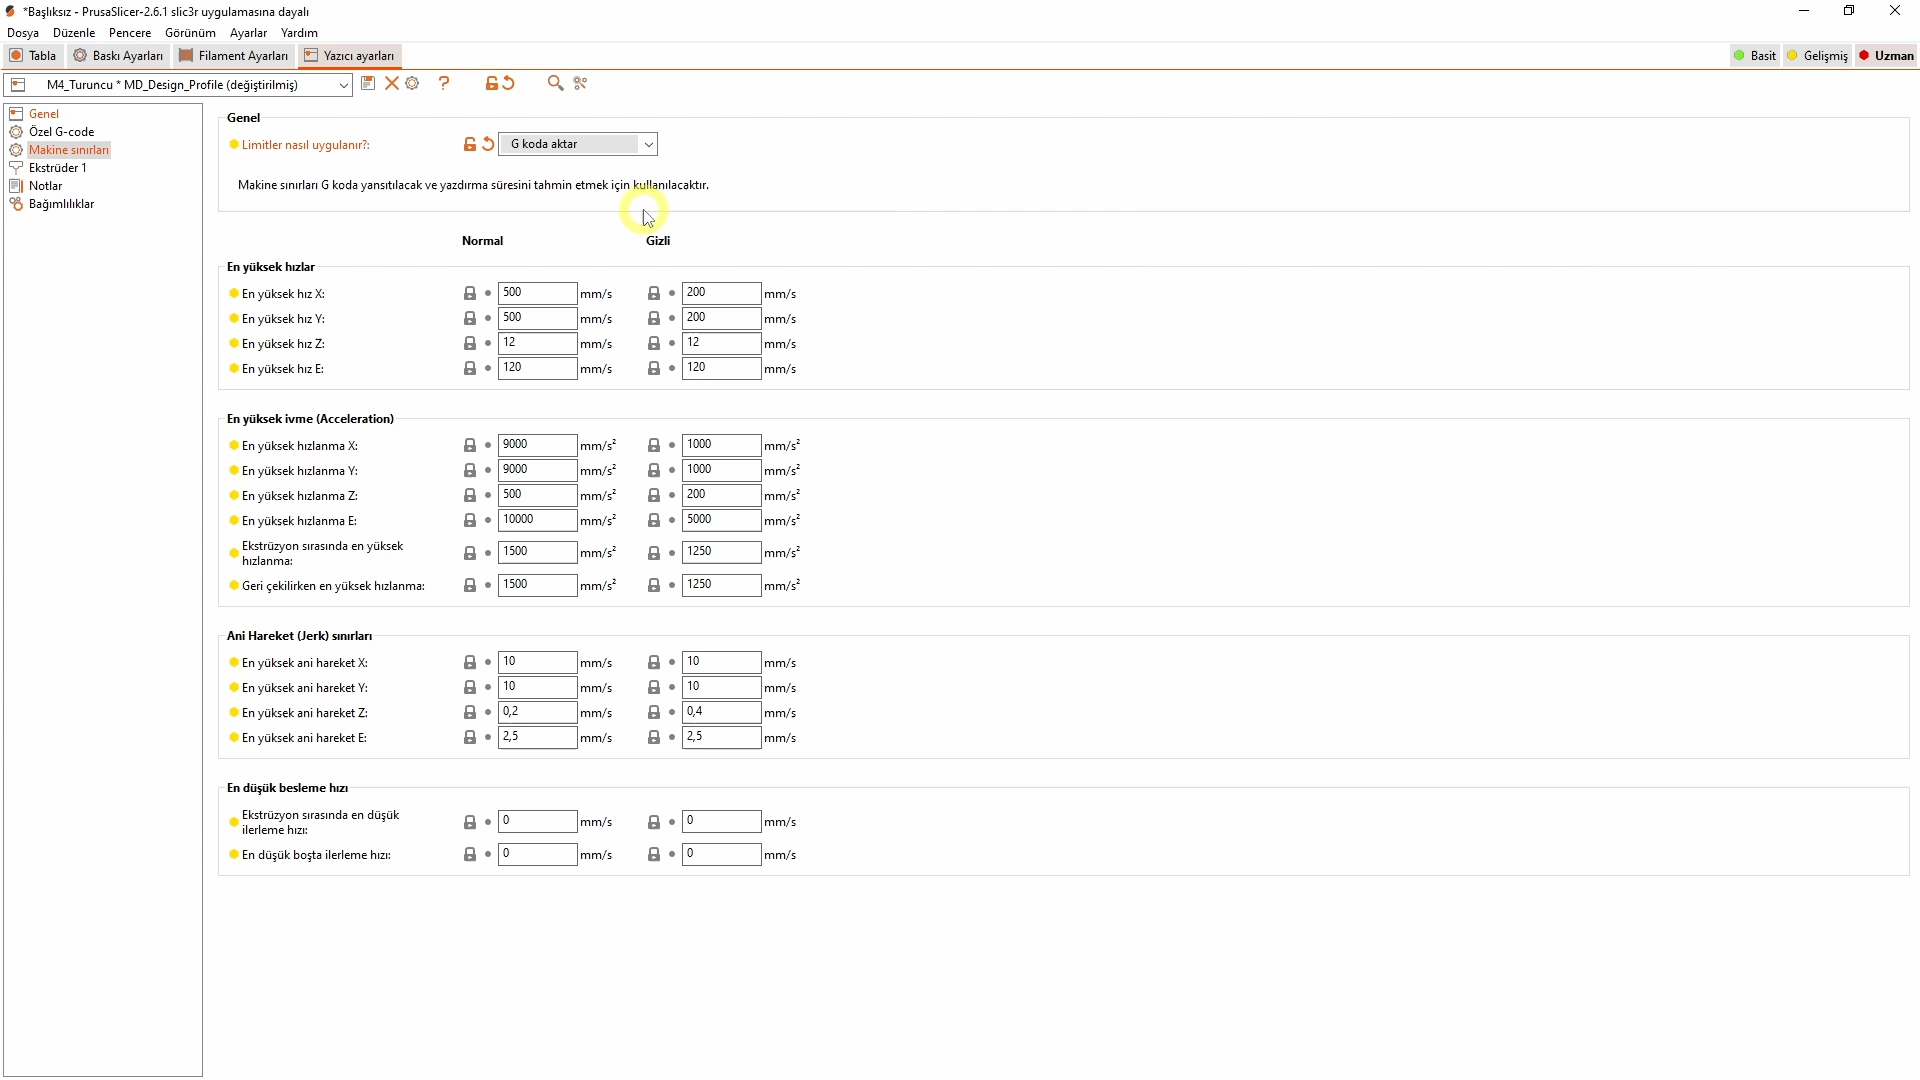 *Başlıksız - PrusaSlicer-2.6.1 slic3r uygulamasına dayalı
Dosya Düzenle Pencere Görünüm Ayarlar Yardım
Tabla Baskı Ayarları Filament Ayarları Yazıcı ayarları Basit Gelişmiş Uzman
M4_Turuncu * MD_Design_Profile (değiştirilmiş)
Genel
Özel G-code
Makine sınırları
Ekstrüder 1
Notlar
Bağımlılıklar
Genel
Limitler nasıl uygulanır?: G koda aktar
Makine sınırları G koda yansıtılacak ve yazdırma süresini tahmin etmek için kullanılacaktır.
Normal Gizli
En yüksek hızlar
En yüksek hız X: 500 mm/s 200 mm/s
En yüksek hız Y: 500 mm/s 200 mm/s
En yüksek hız Z: 12 mm/s 12 mm/s
En yüksek hız E: 120 mm/s 120 mm/s
En yüksek ivme (Acceleration)
En yüksek hızlanma X: 9000 mm/s² 1000 mm/s²
En yüksek hızlanma Y: 9000 mm/s² 1000 mm/s²
En yüksek hızlanma Z: 500 mm/s² 200 mm/s²
En yüksek hızlanma E: 10000 mm/s² 5000 mm/s²
Ekstrüzyon sırasında en yüksek
hızlanma: 1500 mm/s² 1250 mm/s²
Geri çekilirken en yüksek hızlanma: 1500 mm/s² 1250 mm/s²
Ani Hareket (Jerk) sınırları
En yüksek ani hareket X: 10 mm/s 10 mm/s
En yüksek ani hareket Y: 10 mm/s 10 mm/s
En yüksek ani hareket Z: 0,2 mm/s 0,4 mm/s
En yüksek ani hareket E: 2,5 mm/s 2,5 mm/s
En düşük besleme hızı
Ekstrüzyon sırasında en düşük
ilerleme hızı: 0 mm/s 0 mm/s
En düşük boşta ilerleme hızı: 0 mm/s 0 mm/s